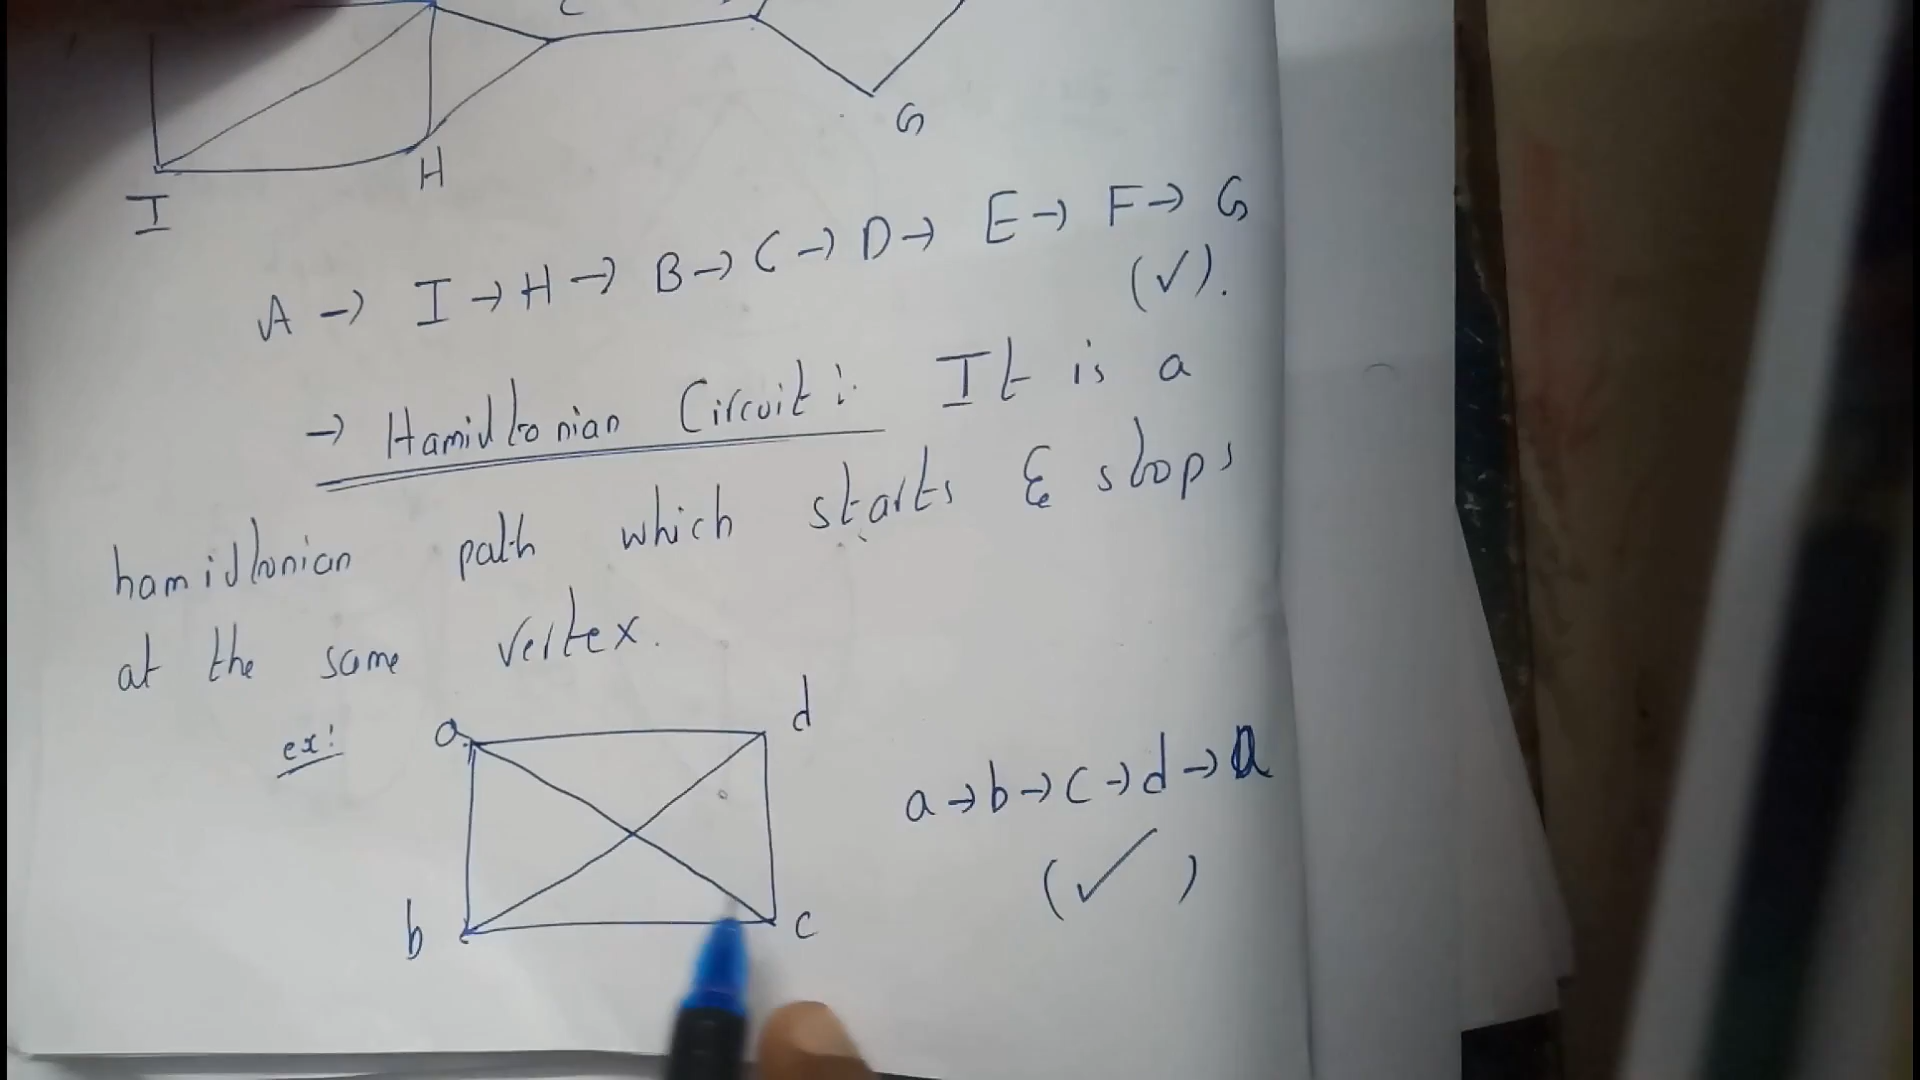 C
G
H
I
A → I → H → B → C → D → E → F → G
(✓).
→ Hamiltonian Circuit : It is a
hamiltonian path which starts & stops
at the same vertex.
ex:
a d
a → b → c → d → a
(✓)
b c